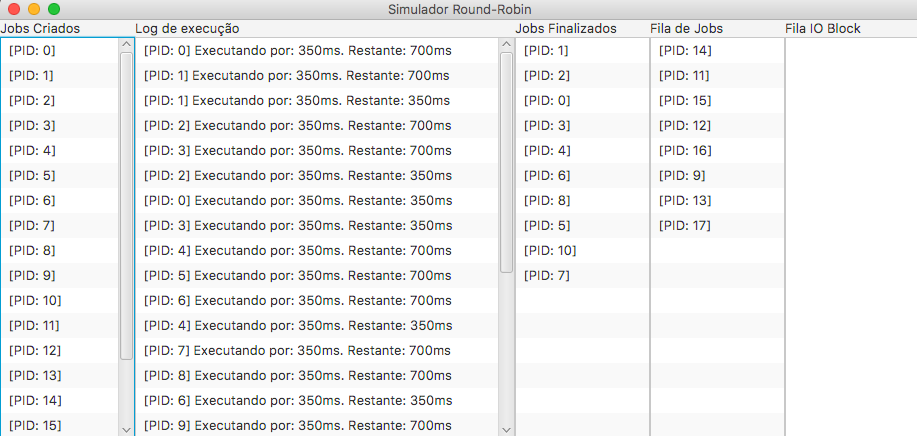 Simulador Round-Robin
Jobs Criados Log de execução Jobs Finalizados Fila de Jobs Fila IO Block
[PID: 0] [PID: 0] Executando por: 350ms. Restante: 700ms [PID: 1] [PID: 14]
[PID: 1] [PID: 1] Executando por: 350ms. Restante: 700ms [PID: 2] [PID: 11]
[PID: 2] [PID: 1] Executando por: 350ms. Restante: 350ms [PID: 0] [PID: 15]
[PID: 3] [PID: 2] Executando por: 350ms. Restante: 700ms [PID: 3] [PID: 12]
[PID: 4] [PID: 3] Executando por: 350ms. Restante: 700ms [PID: 4] [PID: 16]
[PID: 5] [PID: 2] Executando por: 350ms. Restante: 350ms [PID: 6] [PID: 9]
[PID: 6] [PID: 0] Executando por: 350ms. Restante: 350ms [PID: 8] [PID: 13]
[PID: 7] [PID: 3] Executando por: 350ms. Restante: 350ms [PID: 5] [PID: 17]
[PID: 8] [PID: 4] Executando por: 350ms. Restante: 700ms [PID: 10]
[PID: 9] [PID: 5] Executando por: 350ms. Restante: 700ms [PID: 7]
[PID: 10] [PID: 6] Executando por: 350ms. Restante: 700ms
[PID: 11] [PID: 4] Executando por: 350ms. Restante: 350ms
[PID: 12] [PID: 7] Executando por: 350ms. Restante: 700ms
[PID: 13] [PID: 8] Executando por: 350ms. Restante: 700ms
[PID: 14] [PID: 6] Executando por: 350ms. Restante: 350ms
[PID: 15] [PID: 9] Executando por: 350ms. Restante: 700ms